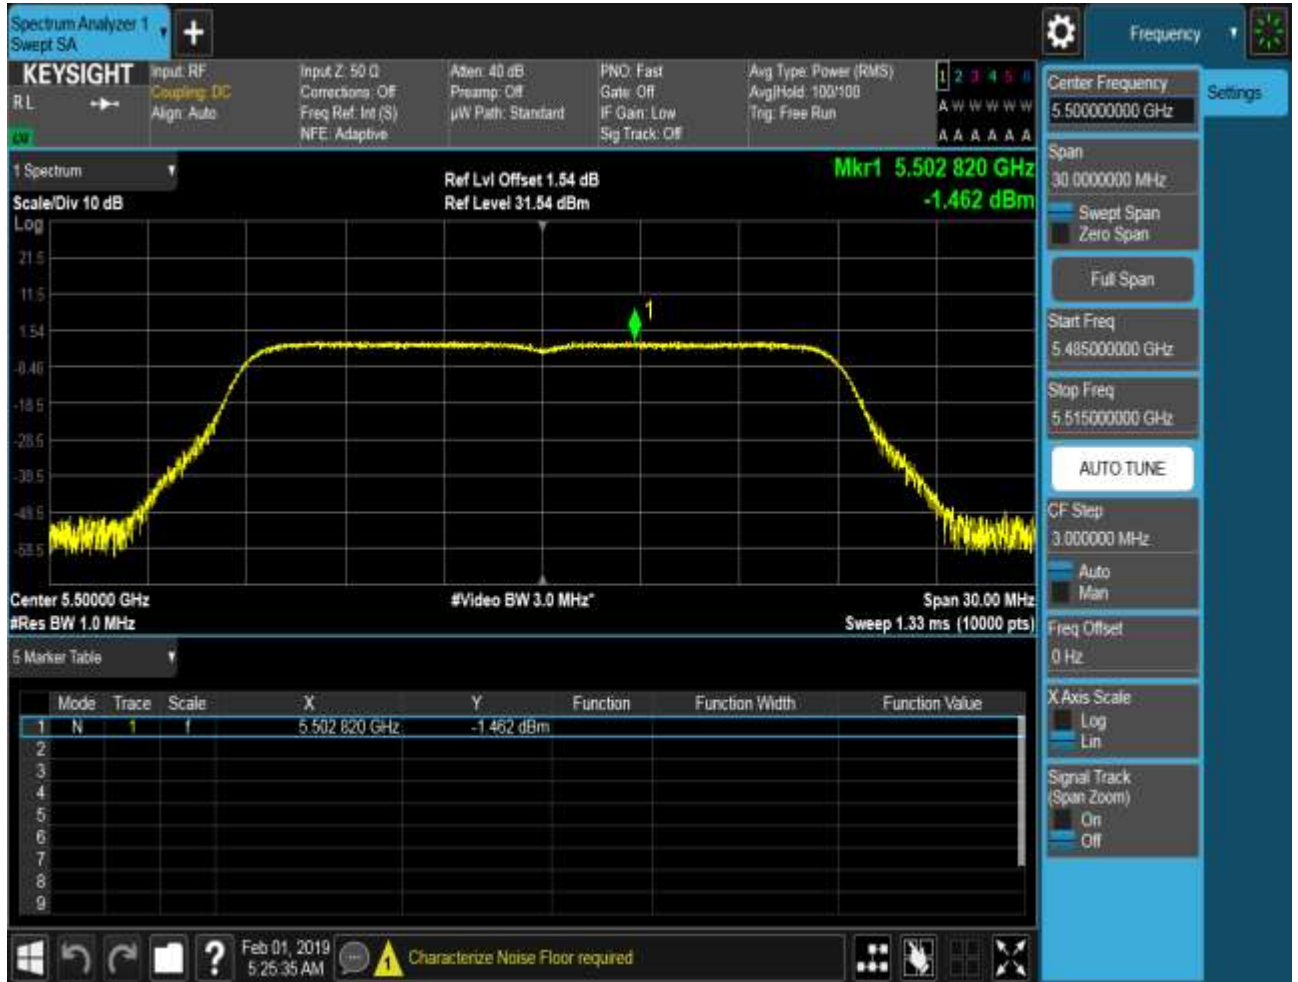 Spectrum Analyzer 1
Swept SA
+
Frequency
KEYSIGHT
RL
Input: RF
Coupling: DC
Align: Auto
Input Z: 50 Ω
Corrections: Off
Freq Ref: Int (S)
NFE: Adaptive
Atten: 40 dB
Preamp: Off
µW Path: Standard
PNO: Fast
Gate: Off
IF Gain: Low
Sig Track: Off
Avg Type: Power (RMS)
Avg|Hold: 100/100
Trig: Free Run
1 2 3 4 5 6
A W W W W W
A A A A A A
1 Spectrum
Scale/Div 10 dB
Ref Lvl Offset 1.54 dB
Ref Level 31.54 dBm
Mkr1 5.502 820 GHz
-1.462 dBm
Log
21.5
11.5
1.54
-8.46
-18.5
-28.5
-38.5
-48.5
-58.5
1
Center 5.50000 GHz
#Res BW 1.0 MHz
#Video BW 3.0 MHz*
Span 30.00 MHz
Sweep 1.33 ms (10000 pts)
5 Marker Table
Mode Trace Scale X Y Function Function Width Function Value
1 N 1 f 5.502 820 GHz -1.462 dBm
2
3
4
5
6
7
8
9
Feb 01, 2019
5:25:35 AM
?
1
Characterize Noise Floor required
Center Frequency
5.500000000 GHz
Settings
Span
30.0000000 MHz
Swept Span
Zero Span
Full Span
Start Freq
5.485000000 GHz
Stop Freq
5.515000000 GHz
AUTO TUNE
CF Step
3.000000 MHz
Auto
Man
Freq Offset
0 Hz
X Axis Scale
Log
Lin
Signal Track
(Span Zoom)
On
Off